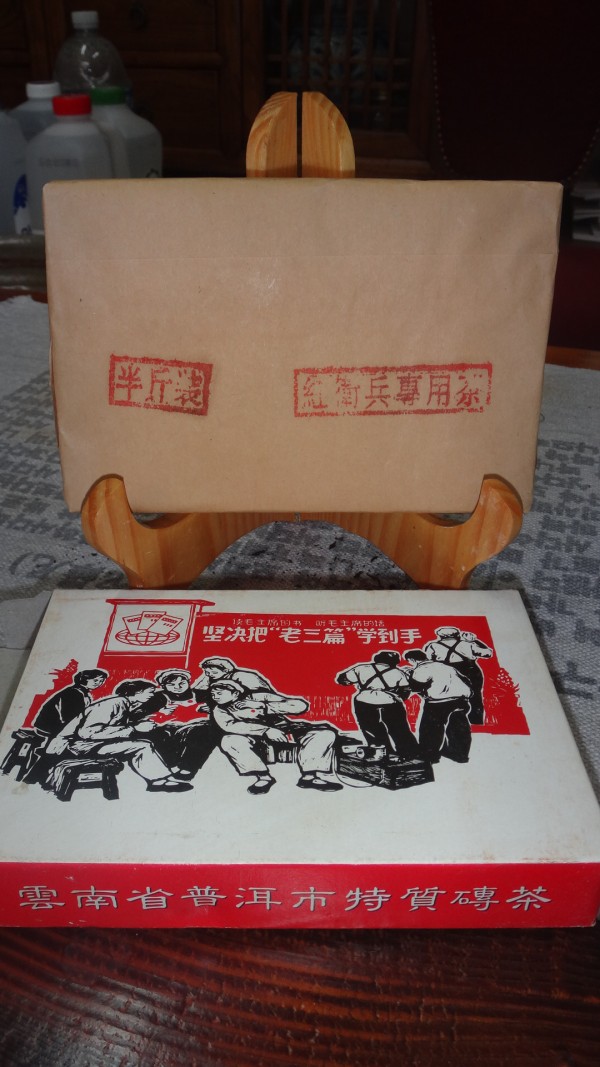 半斤装
紅衛兵專用茶
读毛主席的书 听毛主席的话
坚决把“老三篇”学到手
雲南省普洱市特質磚茶